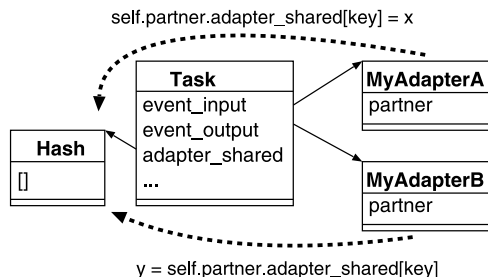 self.partner.adapter_shared[key] = x
Task
event_input
event_output
adapter_shared
...
MyAdapterA
partner
Hash
[]
MyAdapterB
partner
y = self.partner.adapter_shared[key]